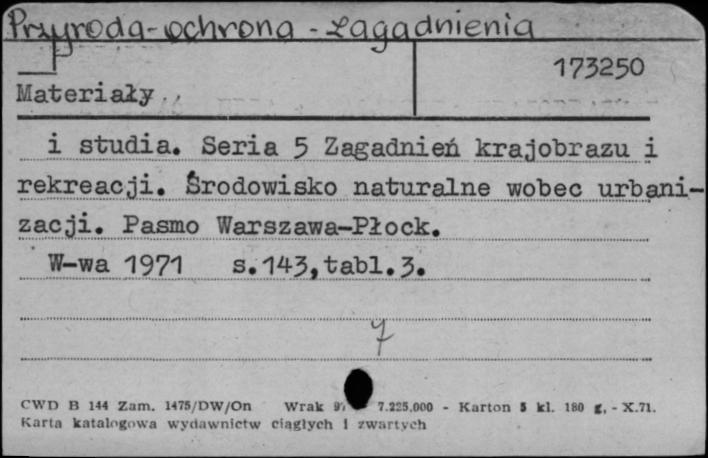 Przyroda-ochrona - zagadnienia
173250
Materiały
i studia. Seria 5 Zagadnień krajobrazu i
rekreacji. Środowisko naturalne wobec urbani-
zacji. Pasmo Warszawa-Płock.
W-wa 1971 s.143,tabl.3.
7
CWD B 144 Zam. 1475/DW/On Wrak 7.225.000 - Karton 5 kl. 180 g, - X.71.
Karta katalogowa wydawnictw ciągłych i zwartych